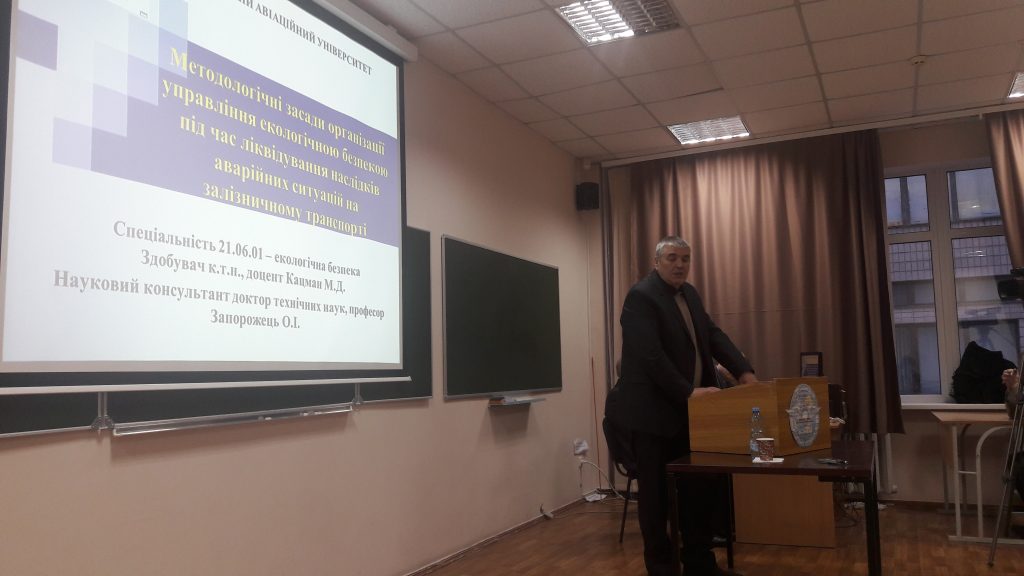 АВІАЦІЙНИЙ УНІВЕРСИТЕТ
Методологічні засади організації
управління екологічною безпекою
під час ліквідування наслідків
аварійних ситуацій на
залізничному транспорті
Спеціальність 21.06.01 – екологічна безпека
Здобувач к.т.н., доцент Кацман М.Д.
Науковий консультант доктор технічних наук, професор
Запорожець О.І.